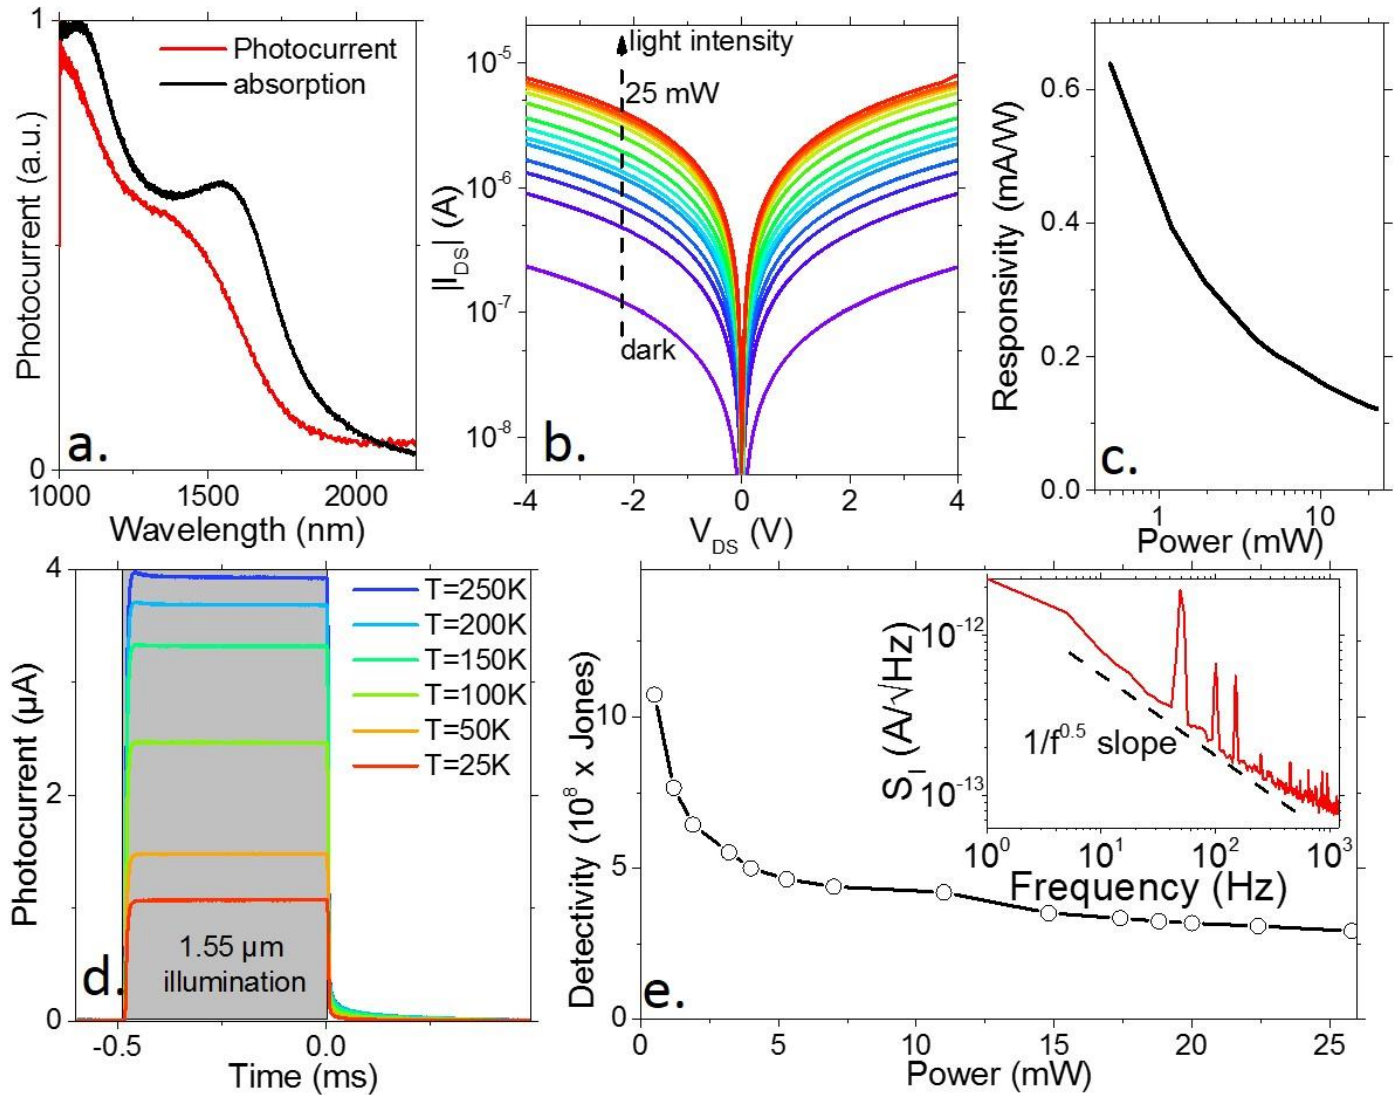 1
Photocurrent
absorption
Photocurrent (a.u.)
0
a.
1000
1500
2000
Wavelength (nm)
light intensity
25 mW
dark
|I_DS| (A)
10^-5
10^-6
10^-7
10^-8
b.
-4
-2
0
2
4
V_DS (V)
Responsivity (mA/W)
0.6
0.4
0.2
0.0
c.
1
10
Power (mW)
Photocurrent (µA)
4
2
0
T=250K
T=200K
T=150K
T=100K
T=50K
T=25K
1.55 µm
illumination
d.
-0.5
0.0
Time (ms)
Detectivity (10^8 x Jones)
10
5
0
e.
0
5
10
15
20
25
Power (mW)
S_I (A/√Hz)
10^-12
10^-13
1/f^0.5 slope
10^0
10^1
10^2
10^3
Frequency (Hz)